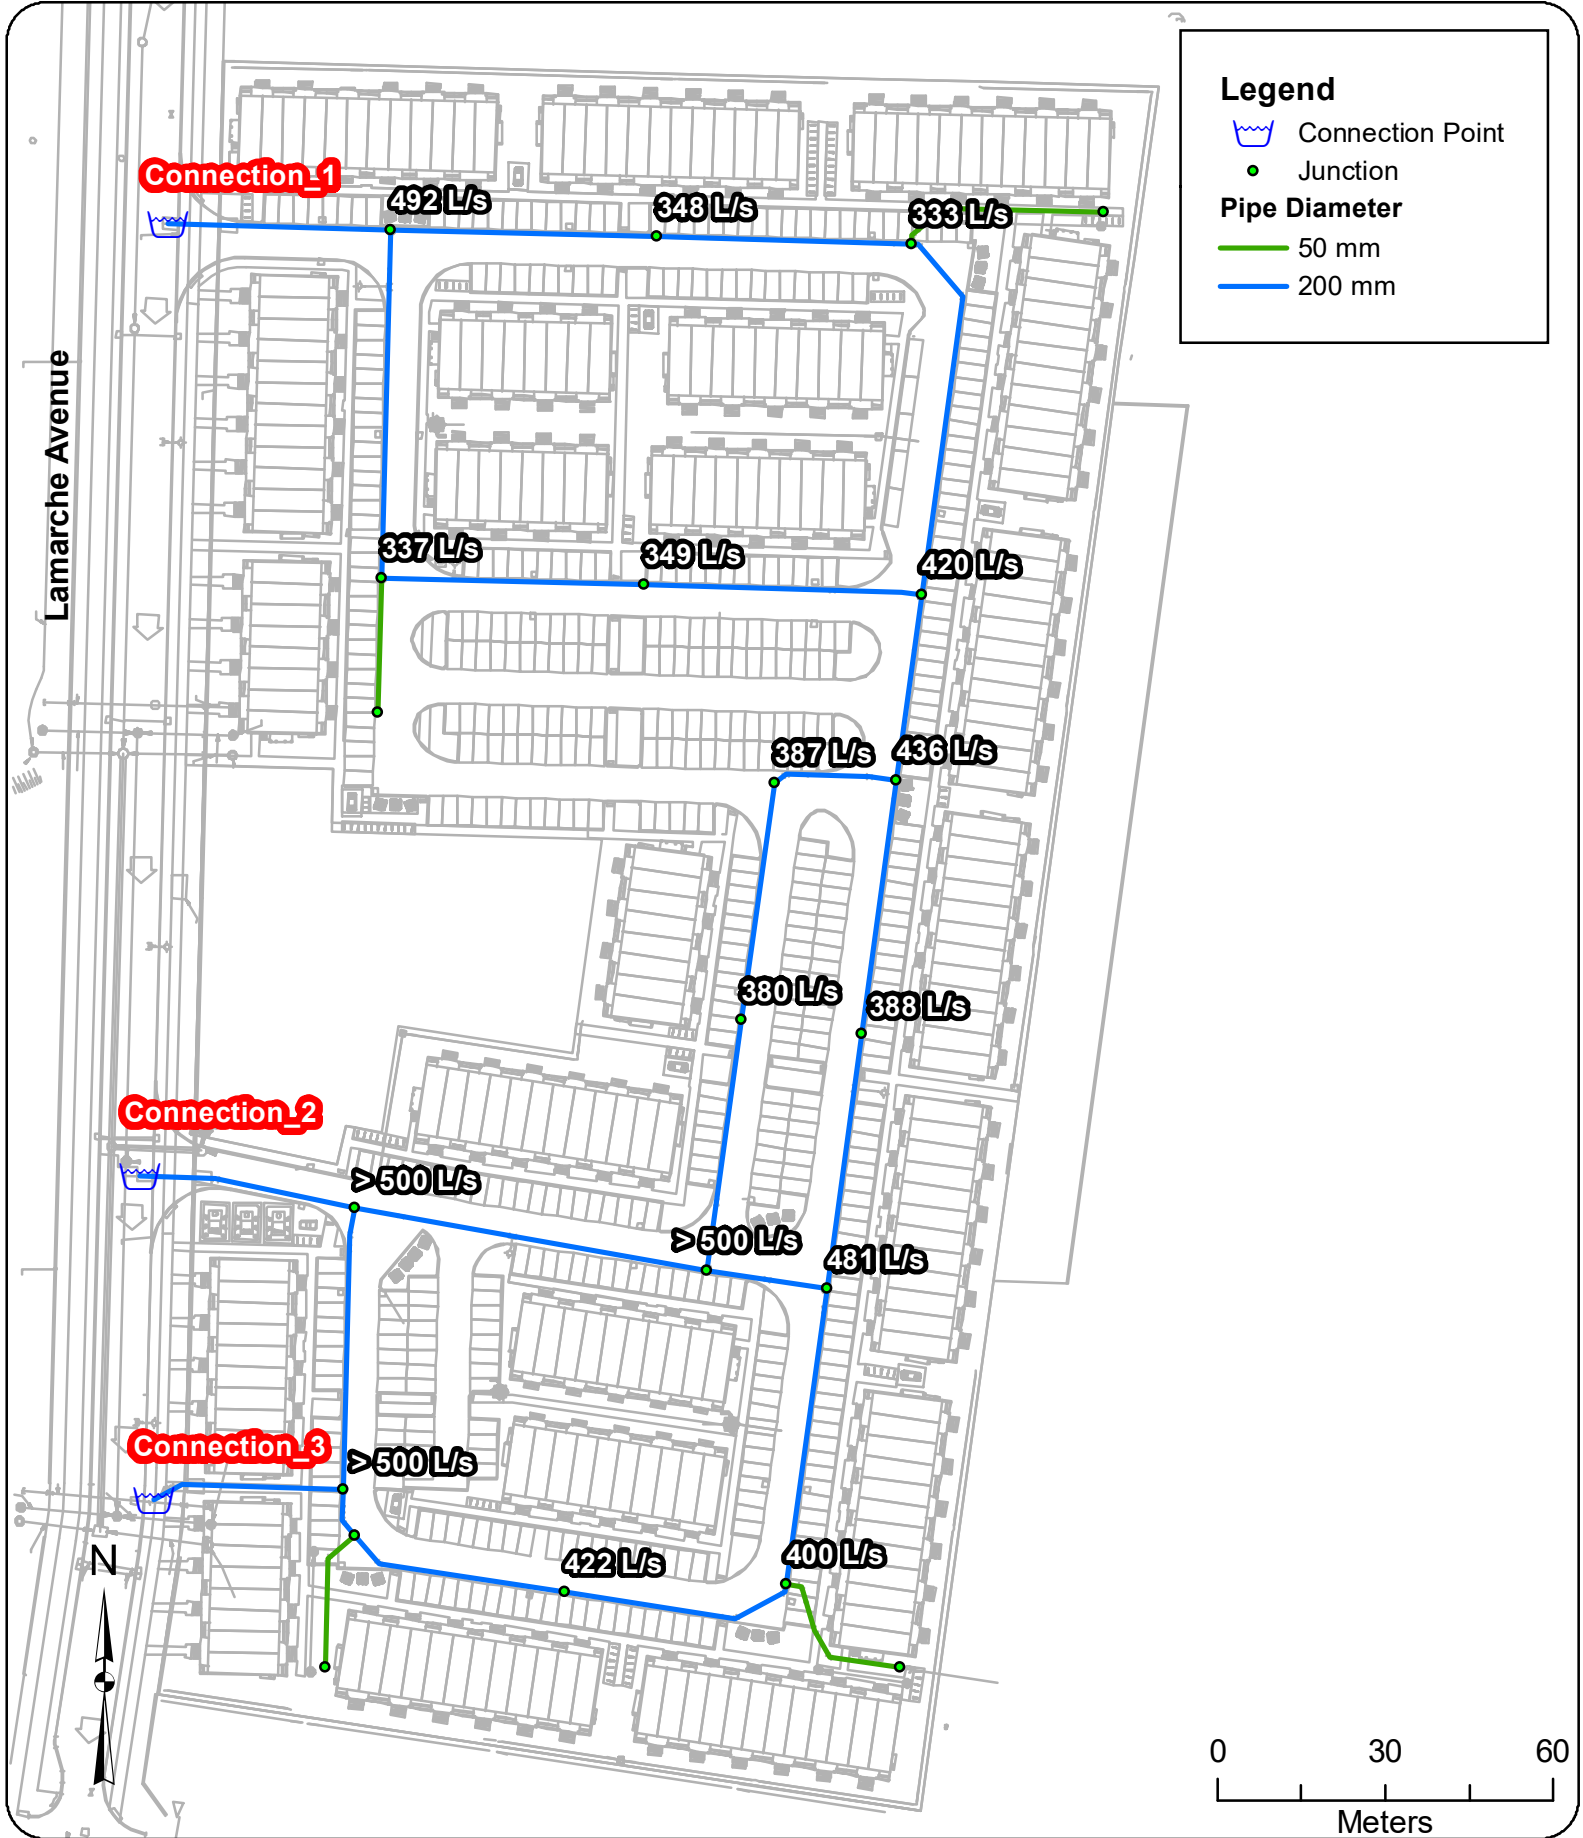 Legend
Connection Point
Junction
Pipe Diameter
50 mm
200 mm
Connection_1
492 L/s
348 L/s
333 L/s
Lamarche Avenue
337 L/s
349 L/s
420 L/s
387 L/s
436 L/s
380 L/s
388 L/s
Connection_2
> 500 L/s
> 500 L/s
481 L/s
Connection_3
> 500 L/s
422 L/s
400 L/s
N
0 30 60
Meters